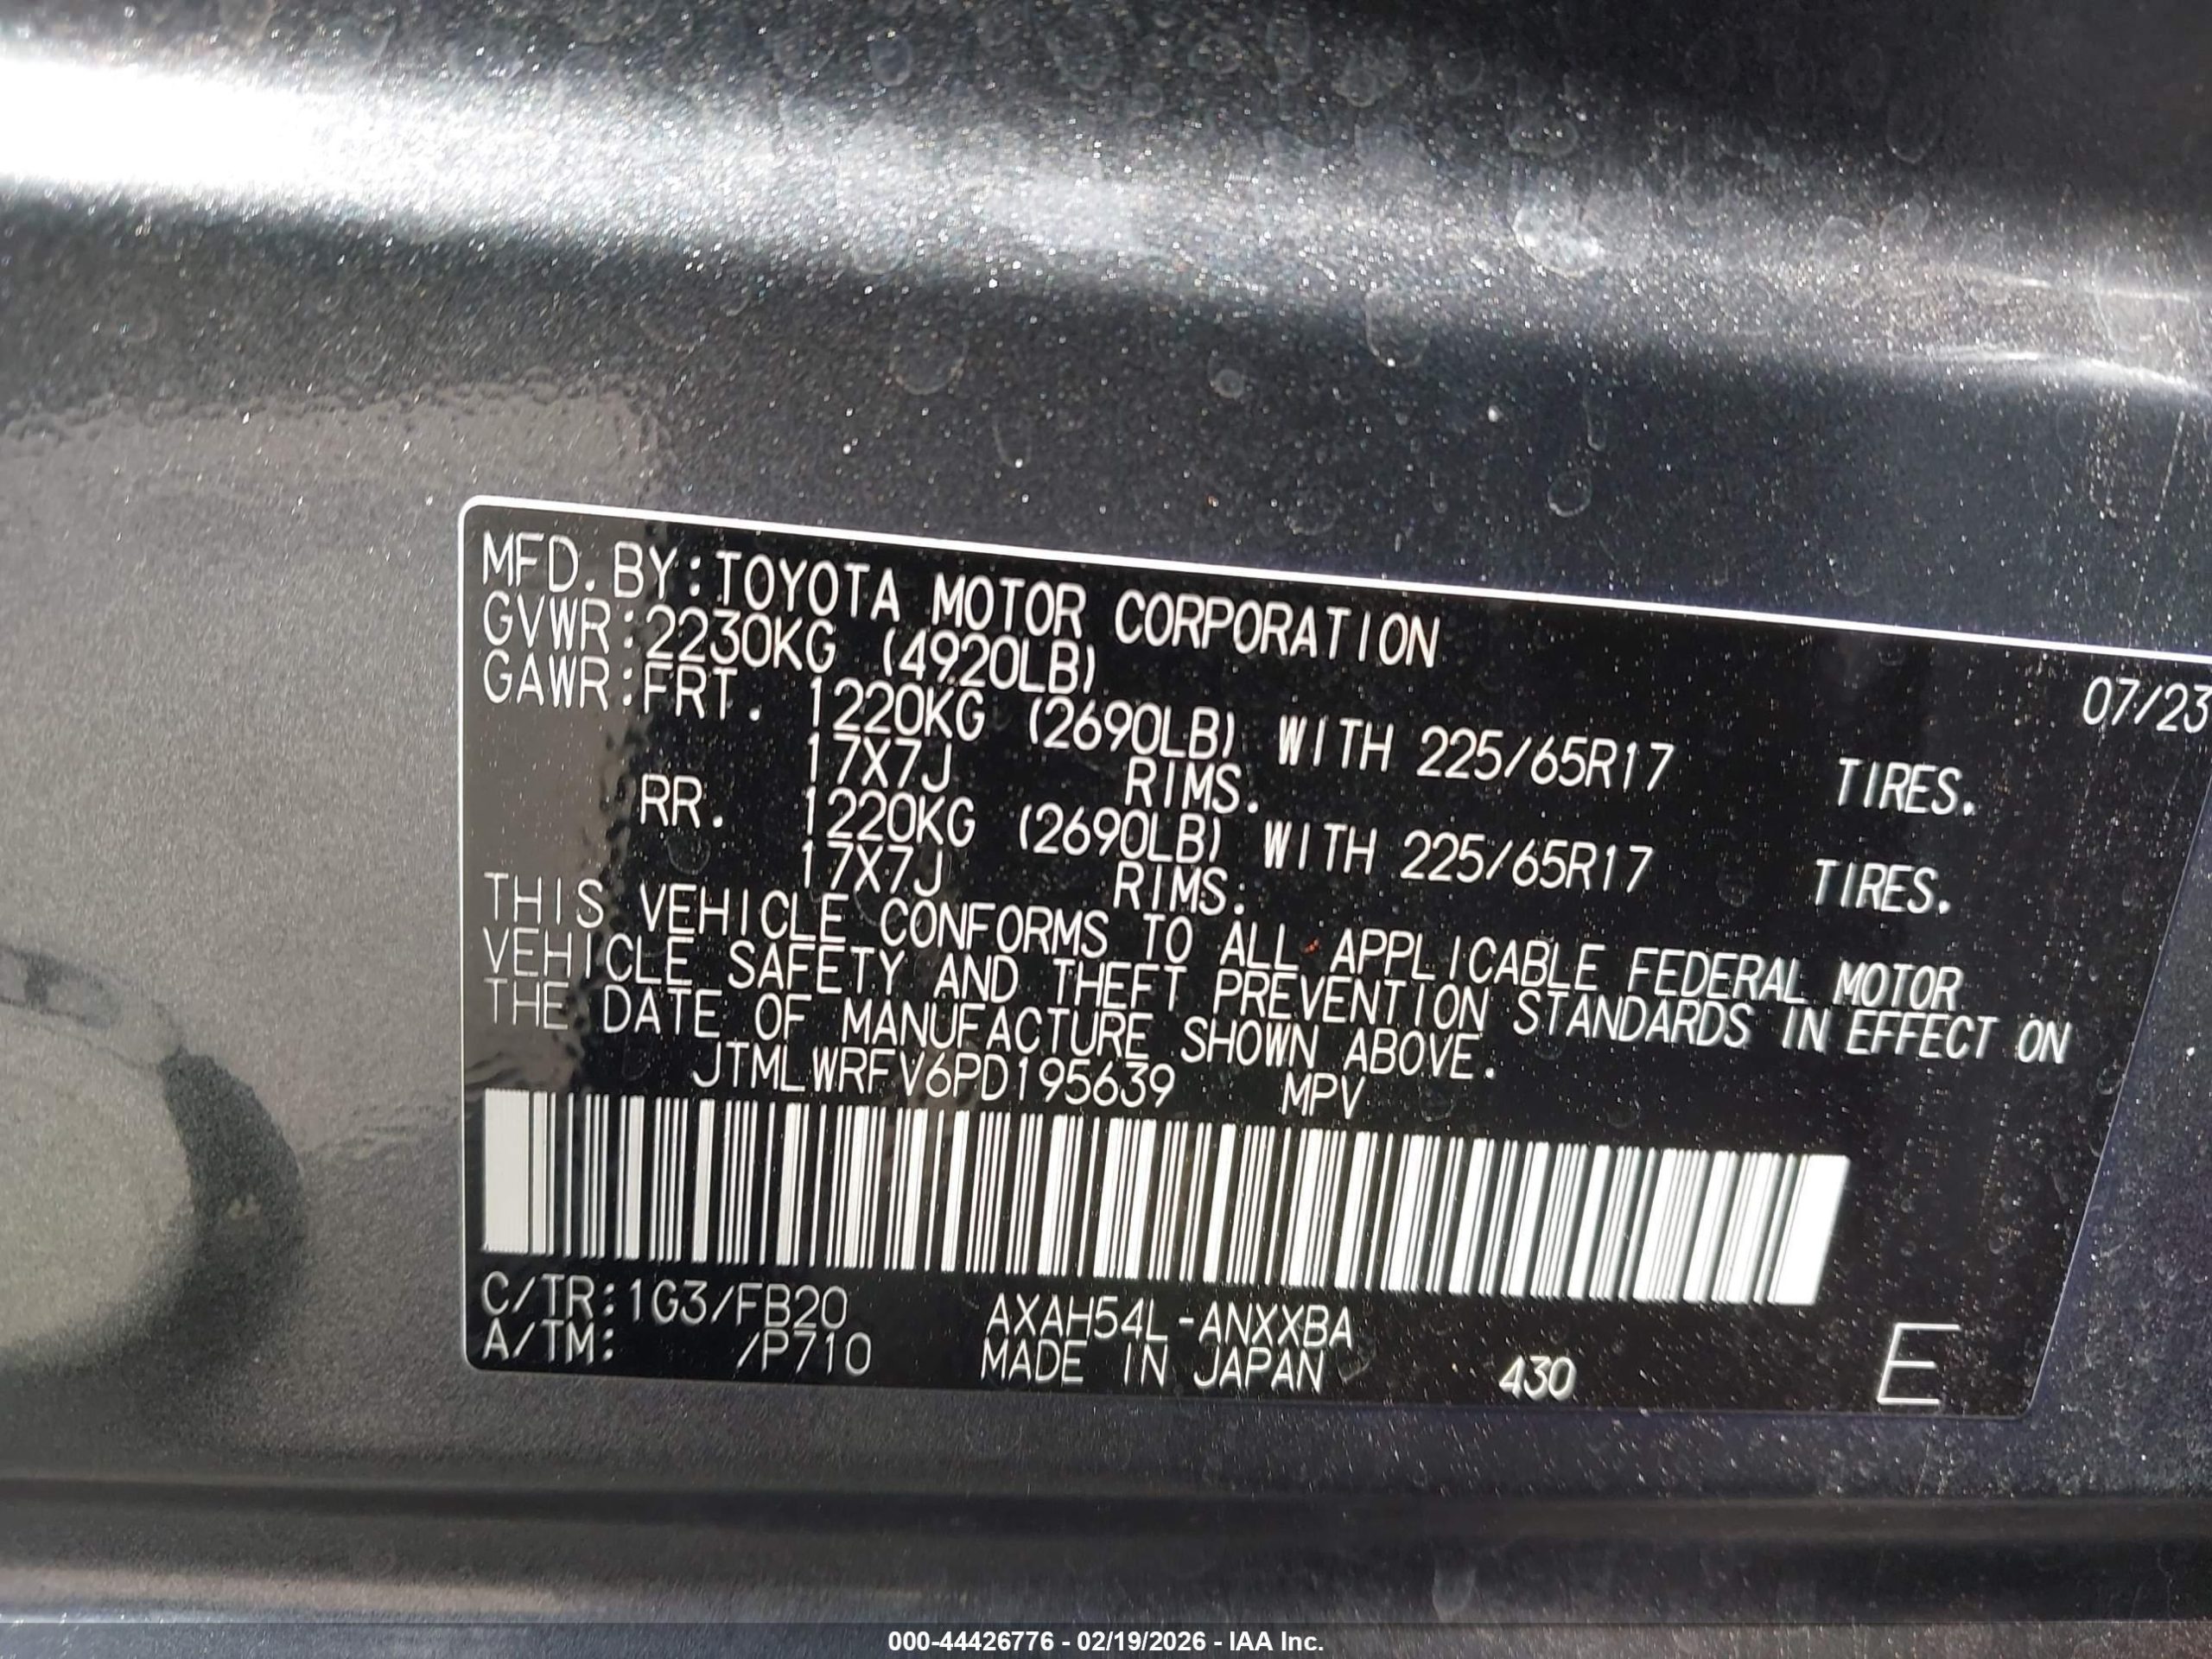 MFD. BY:TOYOTA MOTOR CORPORATION 07/23
GVWR:2230KG (4920LB)
GAWR:FRT. 1220KG (2690LB) WITH 225/65R17 TIRES.
17X7J RIMS.
RR. 1220KG (2690LB) WITH 225/65R17 TIRES.
17X7J RIMS.
THIS VEHICLE CONFORMS TO ALL APPLICABLE FEDERAL MOTOR
VEHICLE SAFETY AND THEFT PREVENTION STANDARDS IN EFFECT ON
THE DATE OF MANUFACTURE SHOWN ABOVE.
JTMLWRFV6PD195639 MPV
C/TR:1G3/FB20 AXAH54L-ANXXBA
A/TM: /P710 MADE IN JAPAN 430 E
000-44426776 - 02/19/2026 - IAA Inc.